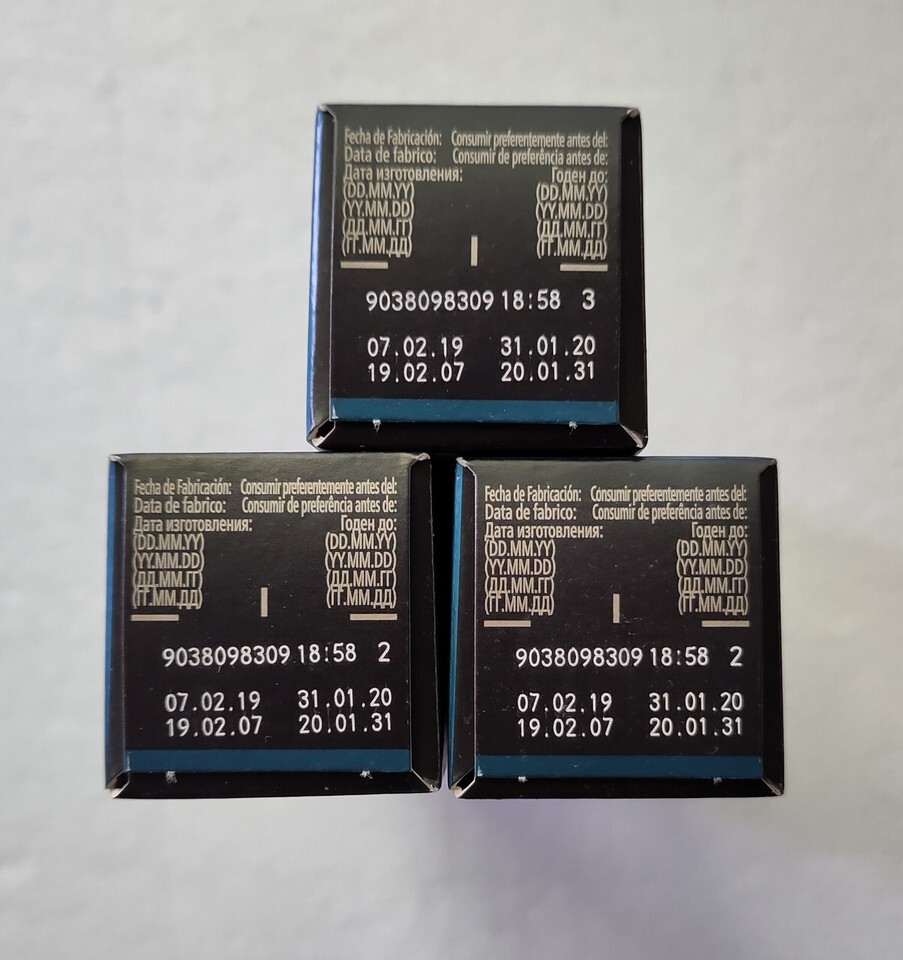 Fecha de Fabricación: Consumir preferentemente antes del:
Data de fabrico: Consumir de preferência antes de:
Дата изготовления: Годен до:
(DD.MM.YY) (DD.MM.YY)
(YY.MM.DD) (YY.MM.DD)
(ДД.ММ.ГГ) (ДД.ММ.ГГ)
(ГГ.ММ.ДД) (ГГ.ММ.ДД)
9038098309 18:58 3
07.02.19 31.01.20
19.02.07 20.01.31
Fecha de Fabricación: Consumir preferentemente antes del:
Data de fabrico: Consumir de preferência antes de:
Дата изготовления: Годен до:
(DD.MM.YY) (DD.MM.YY)
(YY.MM.DD) (YY.MM.DD)
(ДД.ММ.ГГ) (ДД.ММ.ГГ)
(ГГ.ММ.ДД) (ГГ.ММ.ДД)
9038098309 18:58 2
07.02.19 31.01.20
19.02.07 20.01.31
Fecha de Fabricación: Consumir preferentemente antes del:
Data de fabrico: Consumir de preferência antes de:
Дата изготовления: Годен до:
(DD.MM.YY) (DD.MM.YY)
(YY.MM.DD) (YY.MM.DD)
(ДД.ММ.ГГ) (ДД.ММ.ГГ)
(ГГ.ММ.ДД) (ГГ.ММ.ДД)
9038098309 18:58 2
07.02.19 31.01.20
19.02.07 20.01.31